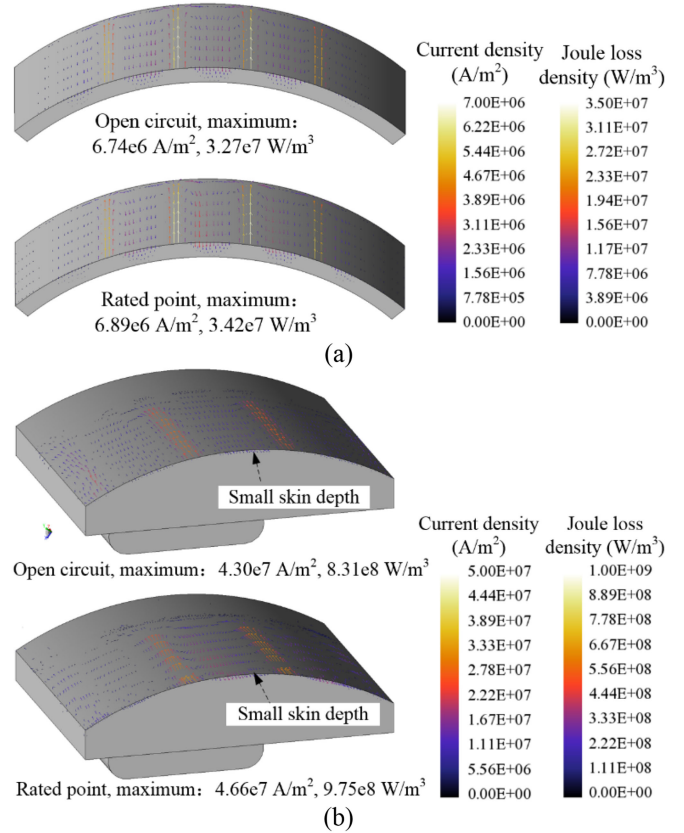 Current density
(A/m²)
Joule loss
density (W/m³)
7.00E+06
6.22E+06
5.44E+06
4.67E+06
3.89E+06
3.11E+06
2.33E+06
1.56E+06
7.78E+05
0.00E+00
3.50E+07
3.11E+07
2.72E+07
2.33E+07
1.94E+07
1.56E+07
1.17E+07
7.78E+06
3.89E+06
0.00E+00
Open circuit, maximum:
6.74e6 A/m², 3.27e7 W/m³
Rated point, maximum:
6.89e6 A/m², 3.42e7 W/m³
(a)
Small skin depth
Open circuit, maximum: 4.30e7 A/m², 8.31e8 W/m³
Small skin depth
Rated point, maximum: 4.66e7 A/m², 9.75e8 W/m³
Current density
(A/m²)
Joule loss
density (W/m³)
5.00E+07
4.44E+07
3.89E+07
3.33E+07
2.78E+07
2.22E+07
1.67E+07
1.11E+07
5.56E+06
0.00E+00
1.00E+09
8.89E+08
7.78E+08
6.67E+08
5.56E+08
4.44E+08
3.33E+08
2.22E+08
1.11E+08
0.00E+00
(b)